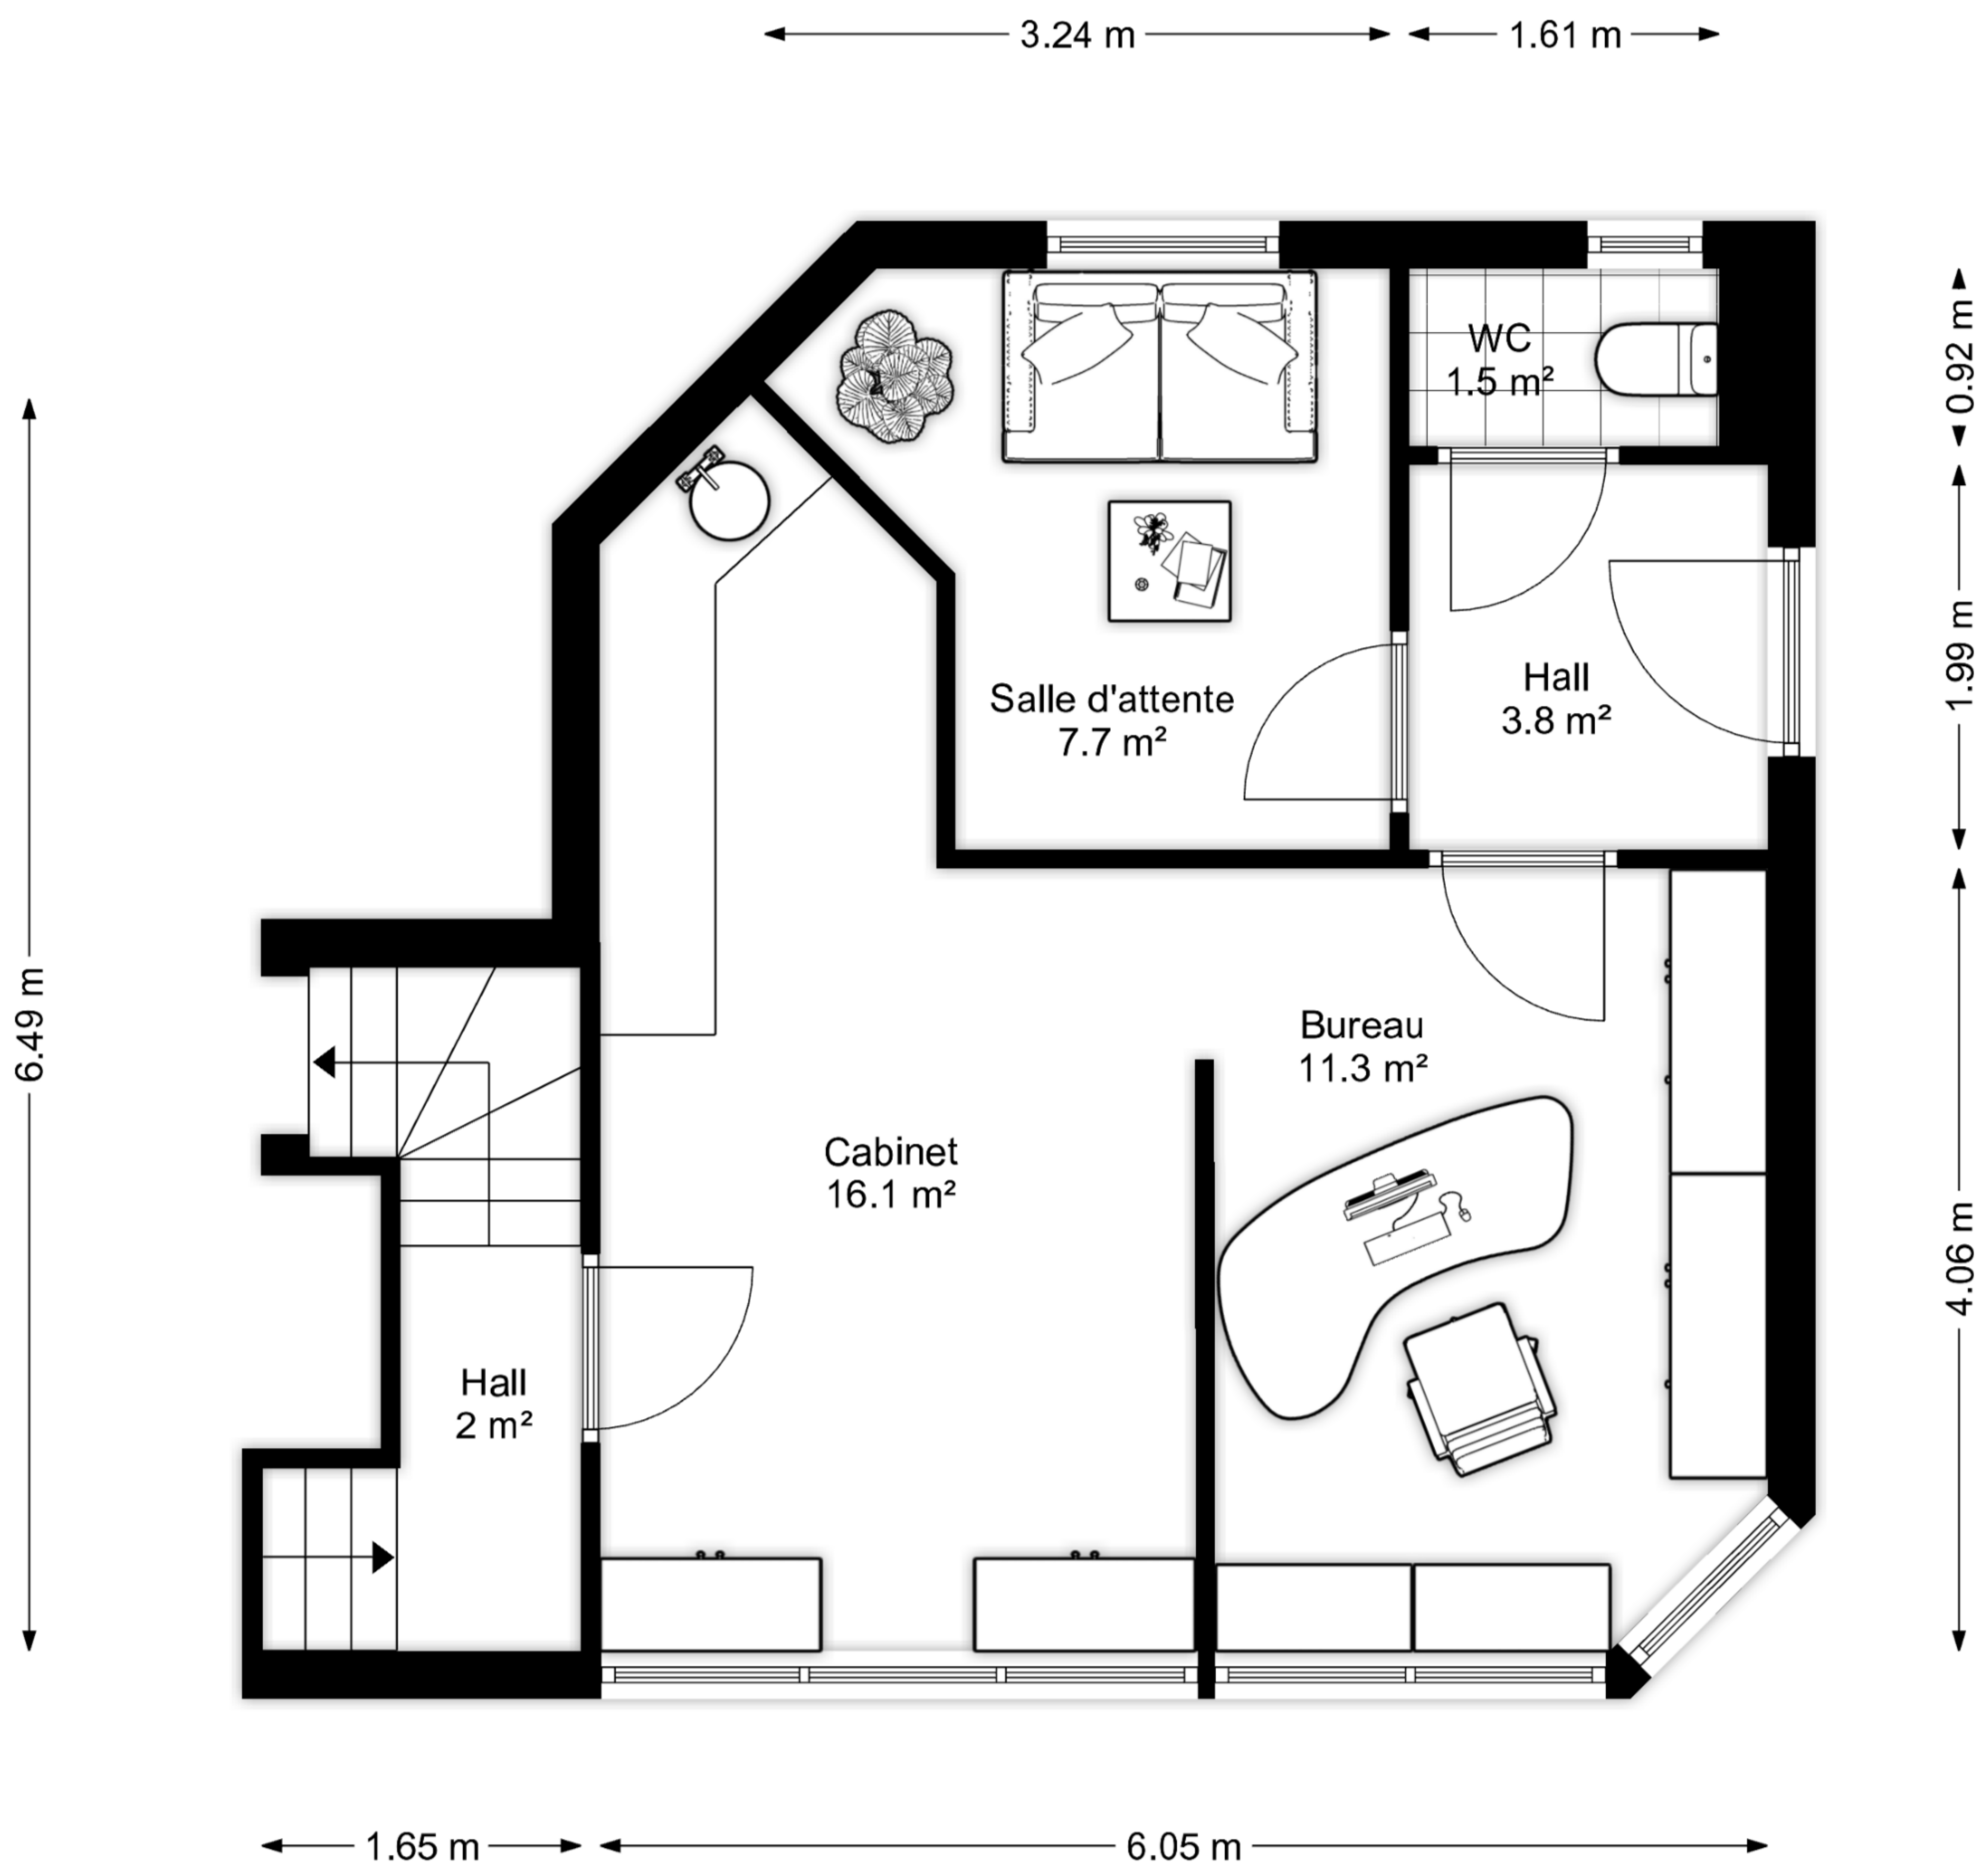 3.24 m
1.61 m
WC
1.5 m²
0.92 m
Hall
3.8 m²
1.99 m
Salle d'attente
7.7 m²
6.49 m
Bureau
11.3 m²
Cabinet
16.1 m²
4.06 m
Hall
2 m²
1.65 m
6.05 m